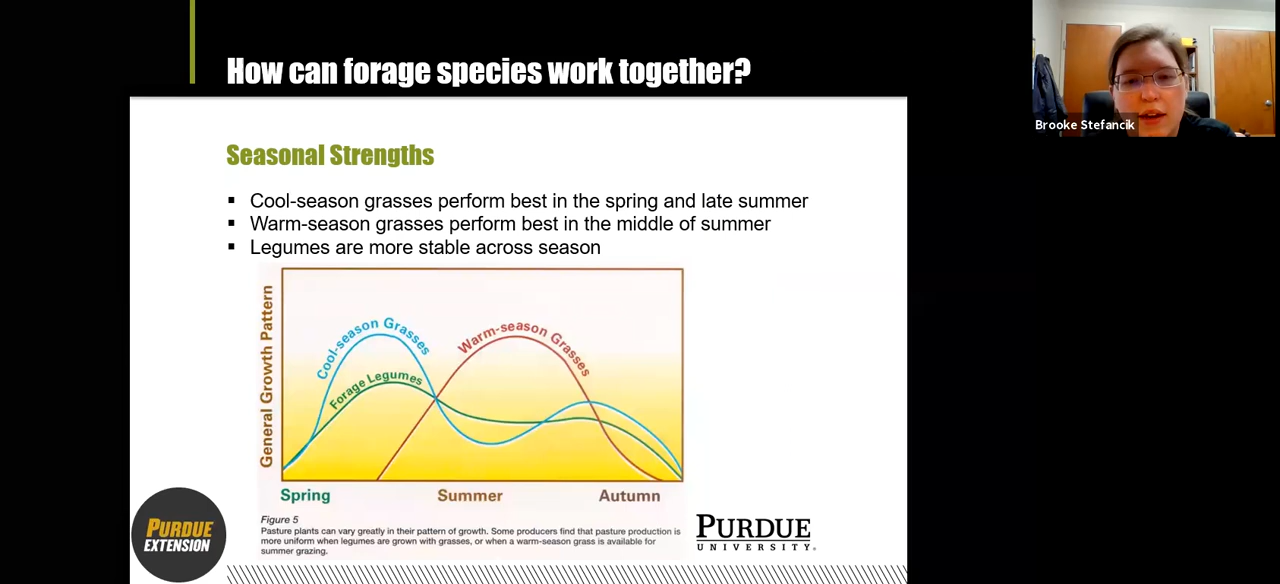 How can forage species work together?
Brooke Stefancik
Seasonal Strengths
▪ Cool-season grasses perform best in the spring and late summer
▪ Warm-season grasses perform best in the middle of summer
▪ Legumes are more stable across season
General Growth Pattern
Cool-season Grasses
Forage Legumes
Warm-season Grasses
Spring Summer Autumn
Figure 5
Pasture plants can vary greatly in their pattern of growth. Some producers find that pasture production is
more uniform when legumes are grown with grasses, or when a warm-season grass is available for
summer grazing.
PURDUE
EXTENSION
PURDUE
UNIVERSITY